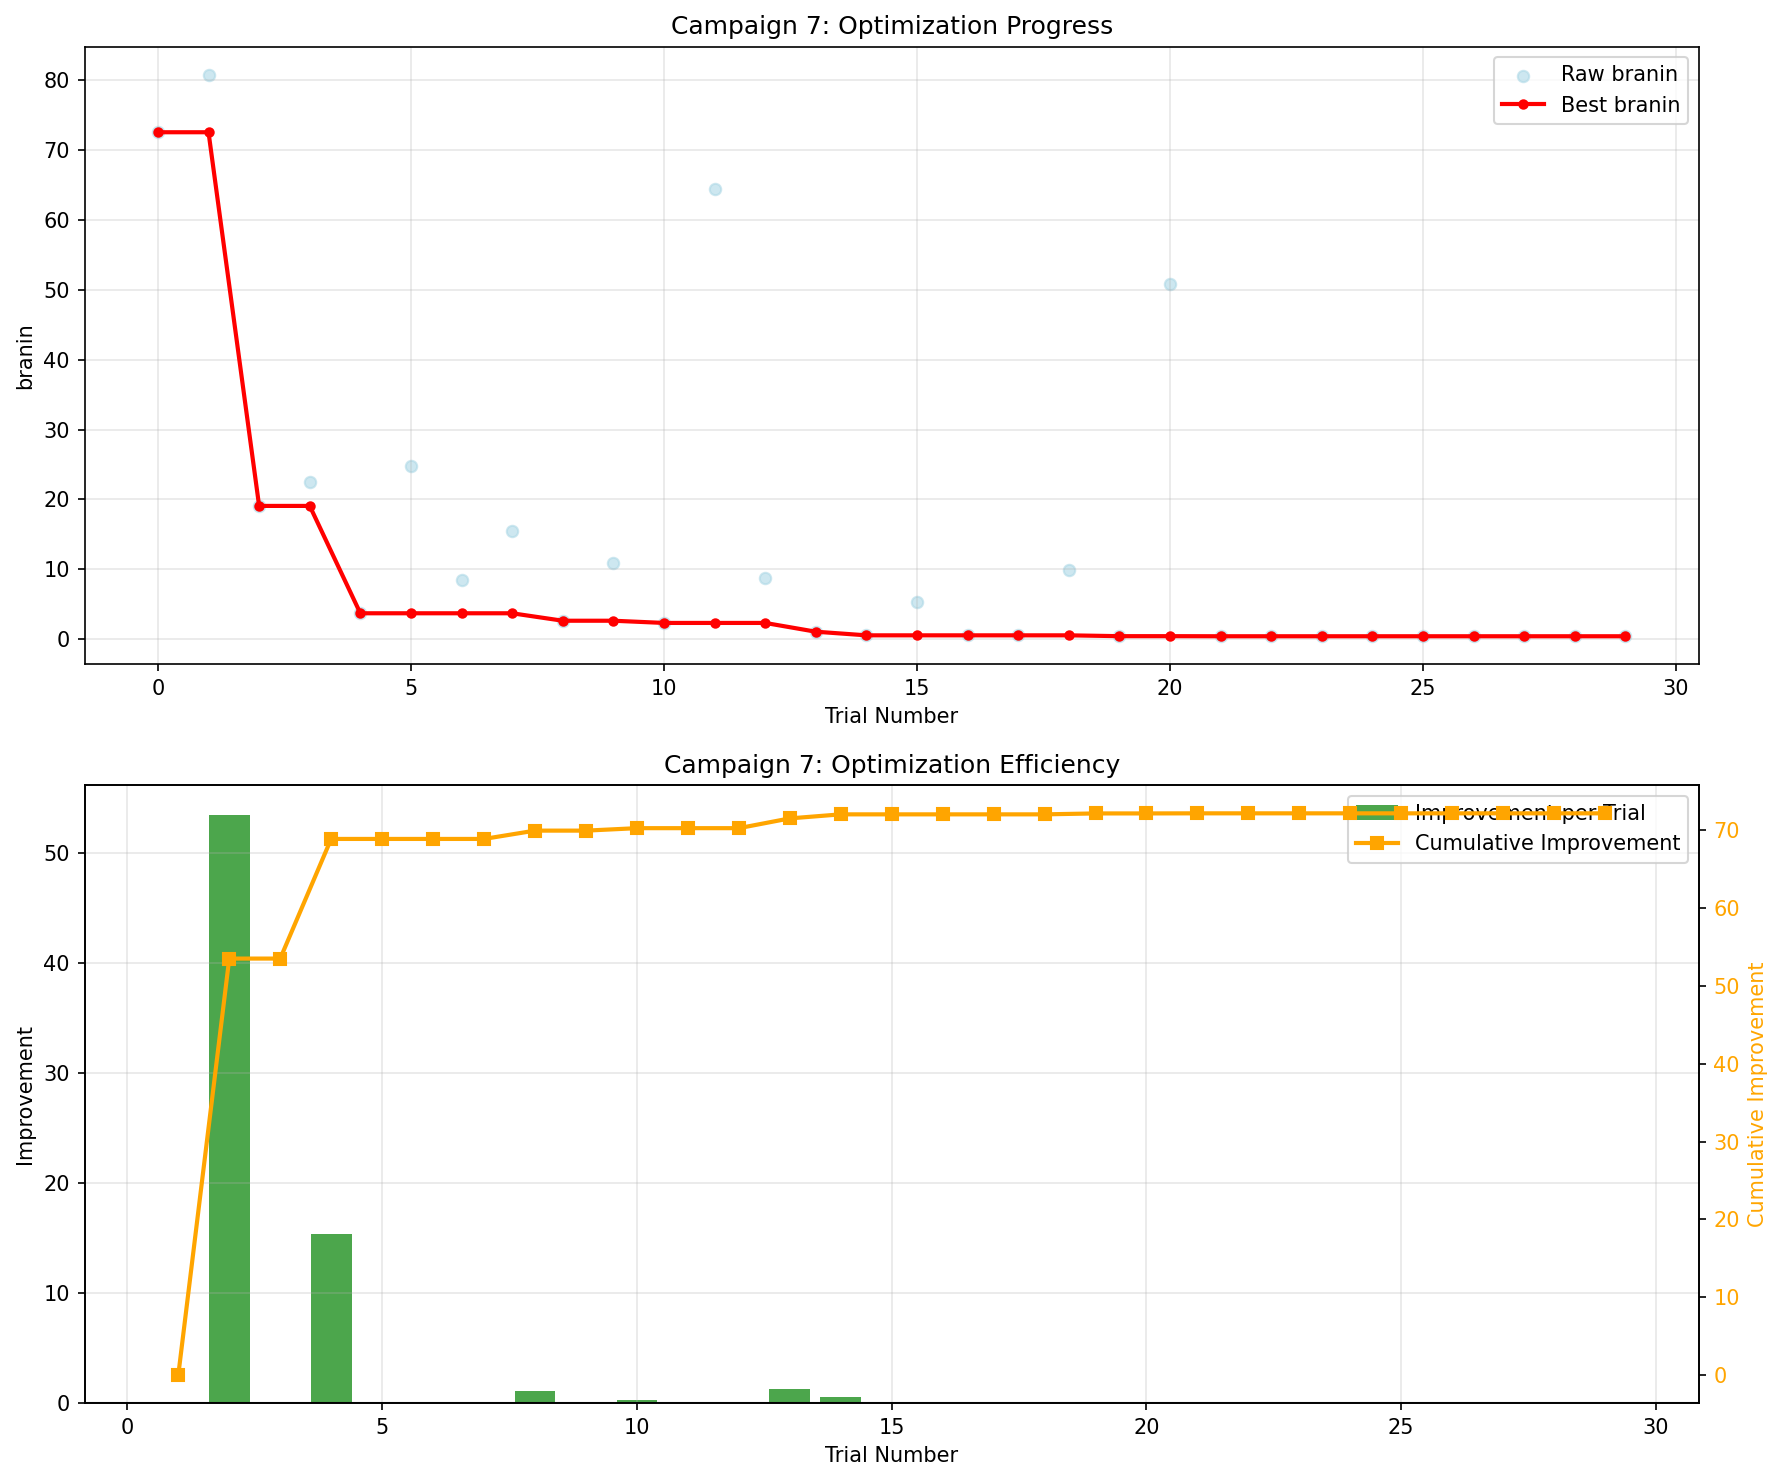 Campaign 7: Optimization Progress
80
70
60
50
40
30
20
10
0
branin
Raw branin
Best branin
0 5 10 15 20 25 30
Trial Number
Campaign 7: Optimization Efficiency
50
40
30
20
10
0
Improvement
Improvement per Trial
Cumulative Improvement
70
60
50
40
30
20
10
0
Cumulative Improvement
0 5 10 15 20 25 30
Trial Number